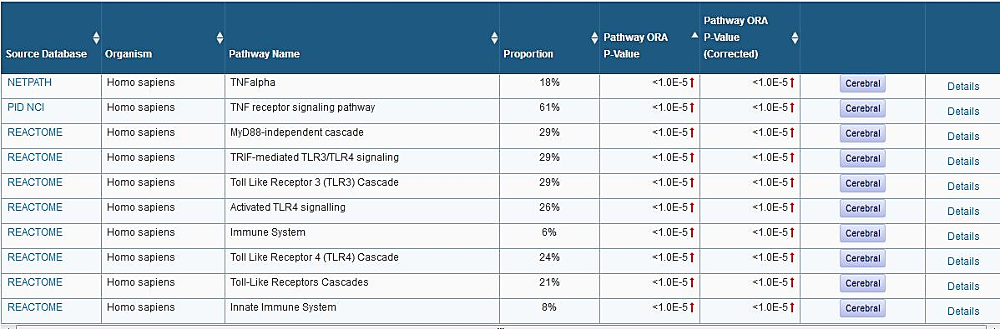 Source Database Organism Pathway Name Proportion Pathway ORA P-Value Pathway ORA P-Value (Corrected)
NETPATH Homo sapiens TNFalpha 18% <1.0E-5↑ <1.0E-5↑ Cerebral Details
PID NCI Homo sapiens TNF receptor signaling pathway 61% <1.0E-5↑ <1.0E-5↑ Cerebral Details
REACTOME Homo sapiens MyD88-independent cascade 29% <1.0E-5↑ <1.0E-5↑ Cerebral Details
REACTOME Homo sapiens TRIF-mediated TLR3/TLR4 signaling 29% <1.0E-5↑ <1.0E-5↑ Cerebral Details
REACTOME Homo sapiens Toll Like Receptor 3 (TLR3) Cascade 29% <1.0E-5↑ <1.0E-5↑ Cerebral Details
REACTOME Homo sapiens Activated TLR4 signalling 26% <1.0E-5↑ <1.0E-5↑ Cerebral Details
REACTOME Homo sapiens Immune System 6% <1.0E-5↑ <1.0E-5↑ Cerebral Details
REACTOME Homo sapiens Toll Like Receptor 4 (TLR4) Cascade 24% <1.0E-5↑ <1.0E-5↑ Cerebral Details
REACTOME Homo sapiens Toll-Like Receptors Cascades 21% <1.0E-5↑ <1.0E-5↑ Cerebral Details
REACTOME Homo sapiens Innate Immune System 8% <1.0E-5↑ <1.0E-5↑ Cerebral Details